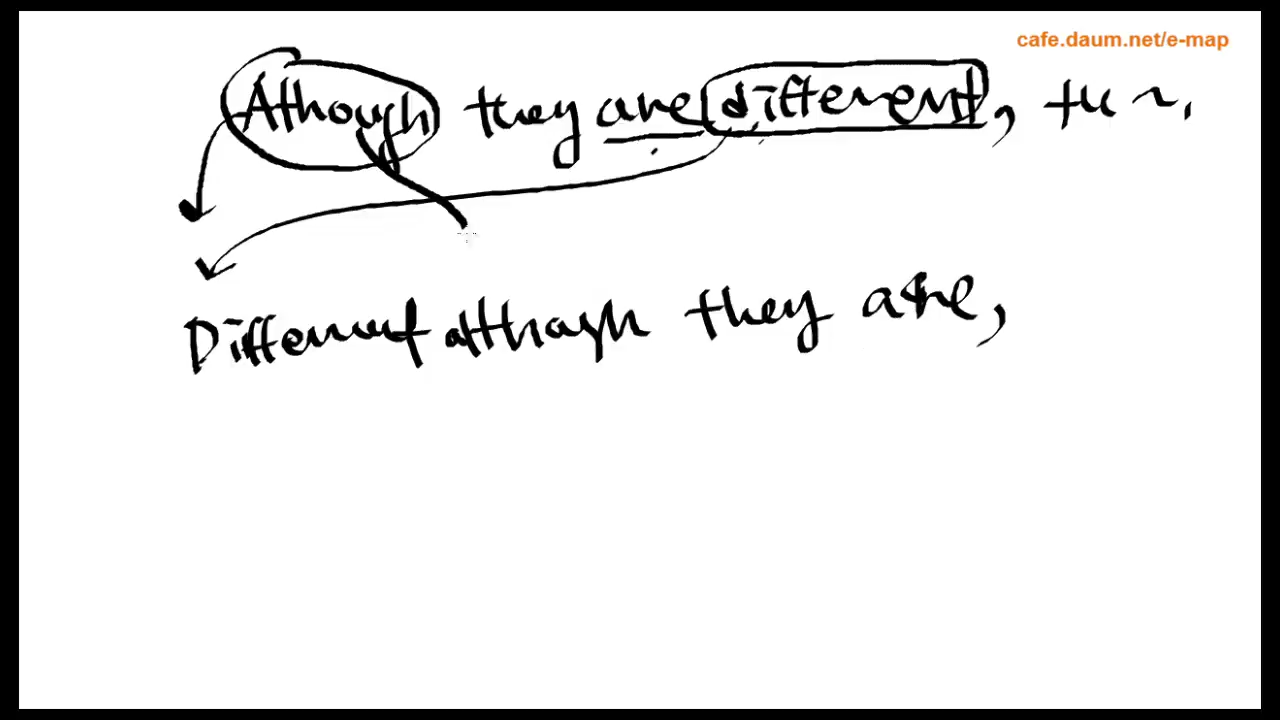 cafe.daum.net/e-map
Although they are different,
Different although they are,